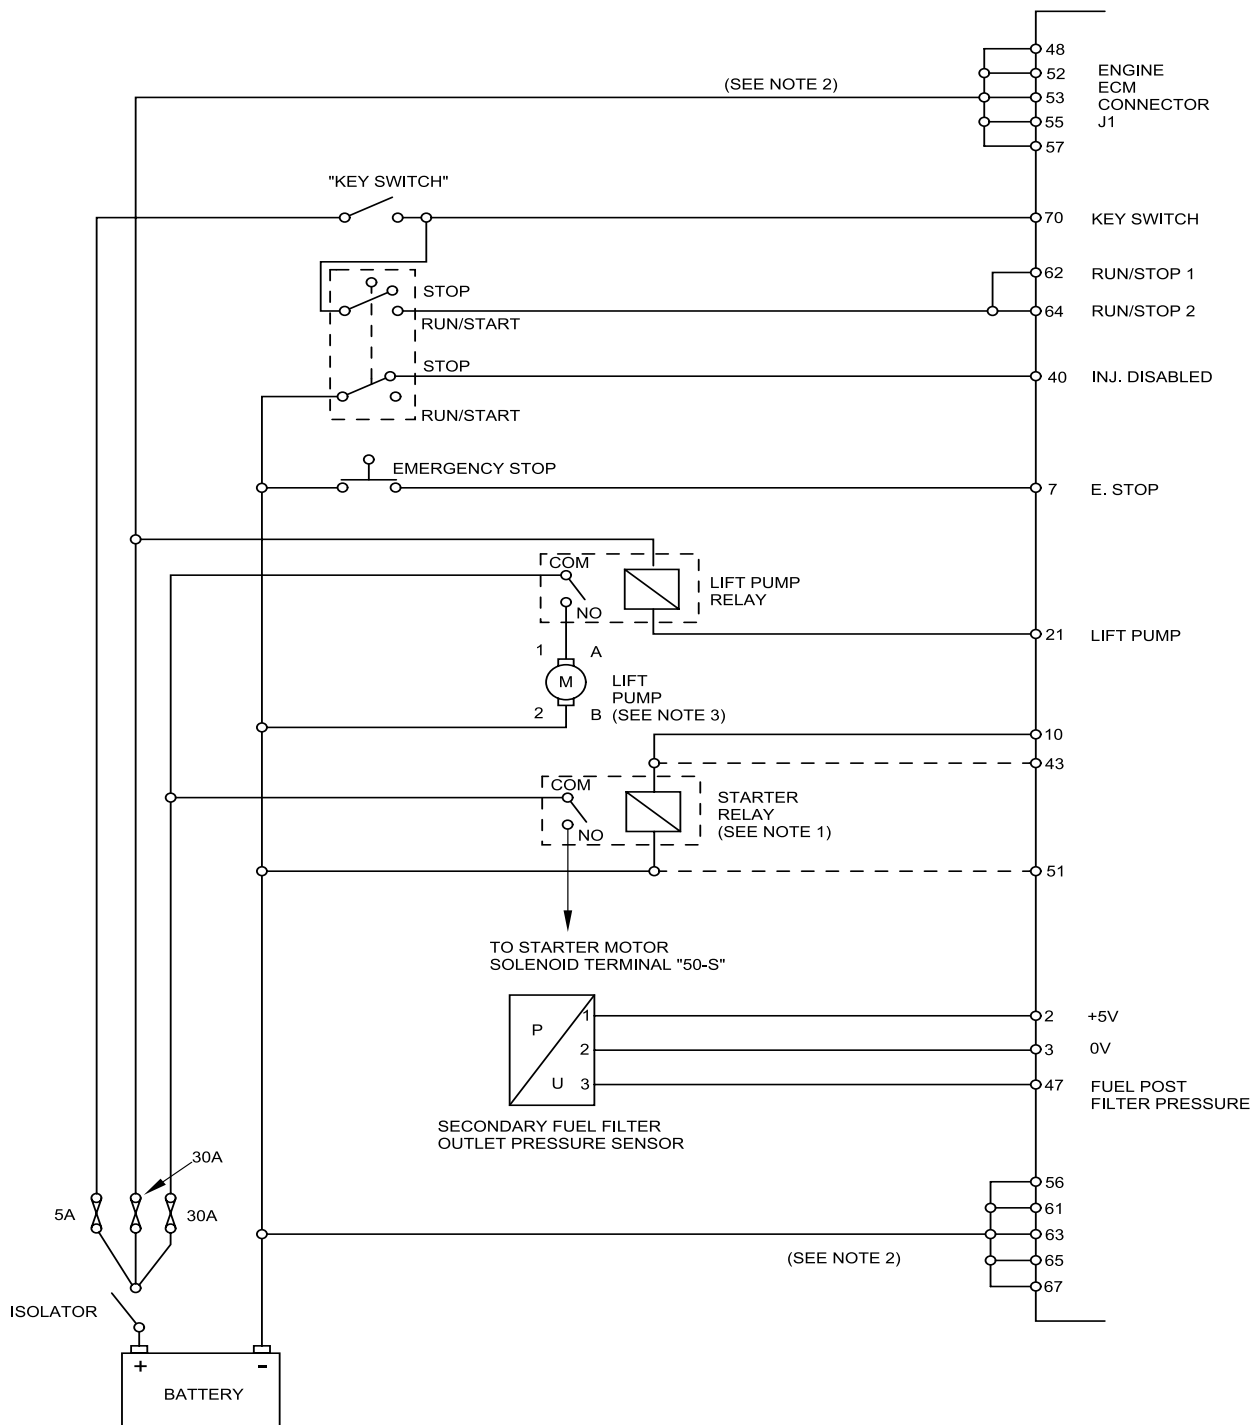 48
(SEE NOTE 2)
52
ENGINE
ECM
CONNECTOR
J1
53
55
57
"KEY SWITCH"
70 KEY SWITCH
62 RUN/STOP 1
STOP
64 RUN/STOP 2
RUN/START
STOP
40 INJ. DISABLED
RUN/START
EMERGENCY STOP
7 E. STOP
COM
NO
LIFT PUMP
RELAY
21 LIFT PUMP
1 A
M
2 B
LIFT
PUMP
(SEE NOTE 3)
10
43
COM
NO
STARTER
RELAY
(SEE NOTE 1)
51
TO STARTER MOTOR
SOLENOID TERMINAL "50-S"
P
U
1
2
3
2 +5V
3 0V
47 FUEL POST
FILTER PRESSURE
SECONDARY FUEL FILTER
OUTLET PRESSURE SENSOR
30A
5A
30A
56
61
63
(SEE NOTE 2)
65
67
ISOLATOR
+ -
BATTERY